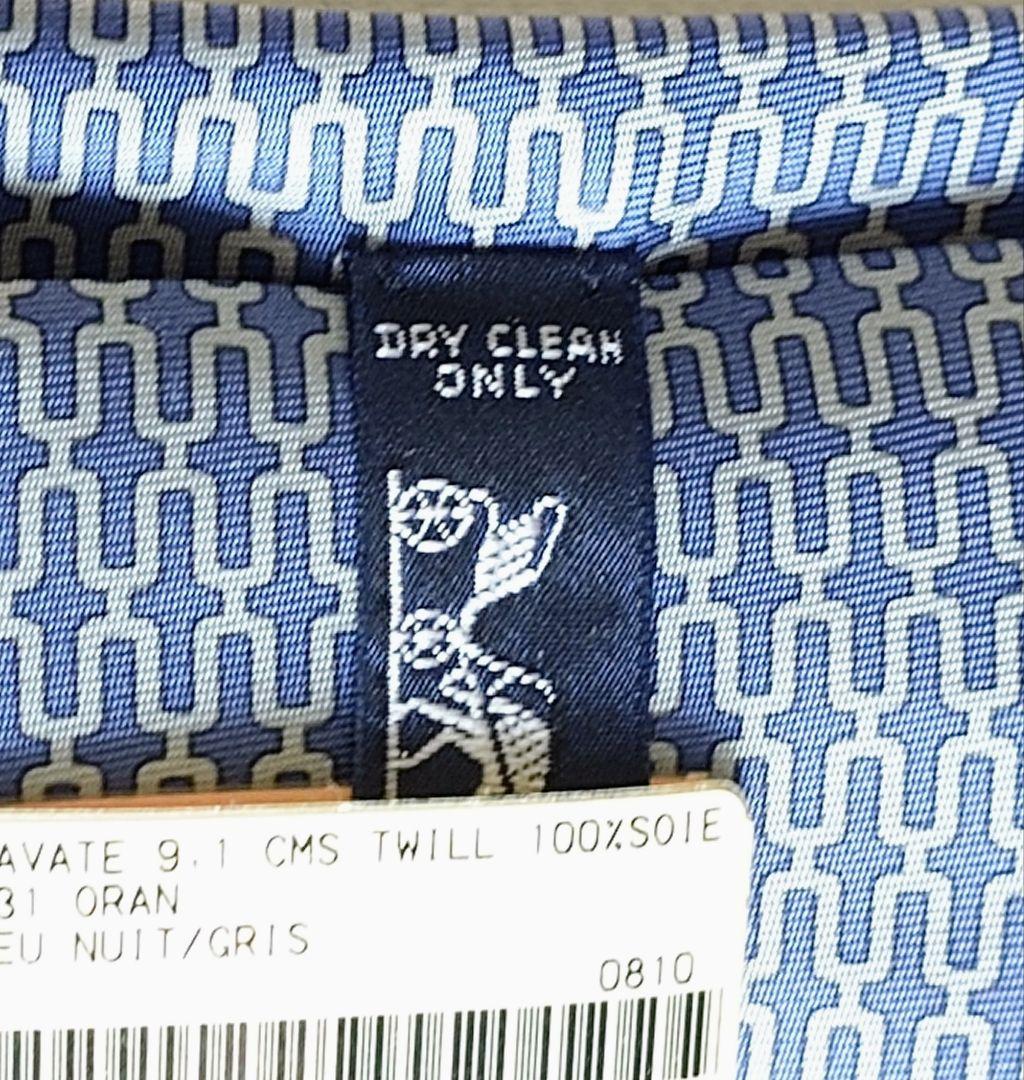 DRY CLEAN
ONLY
AVATE 9.1 CMS TWILL 100%SOIE
31 ORAN
EU NUIT/GRIS
0810